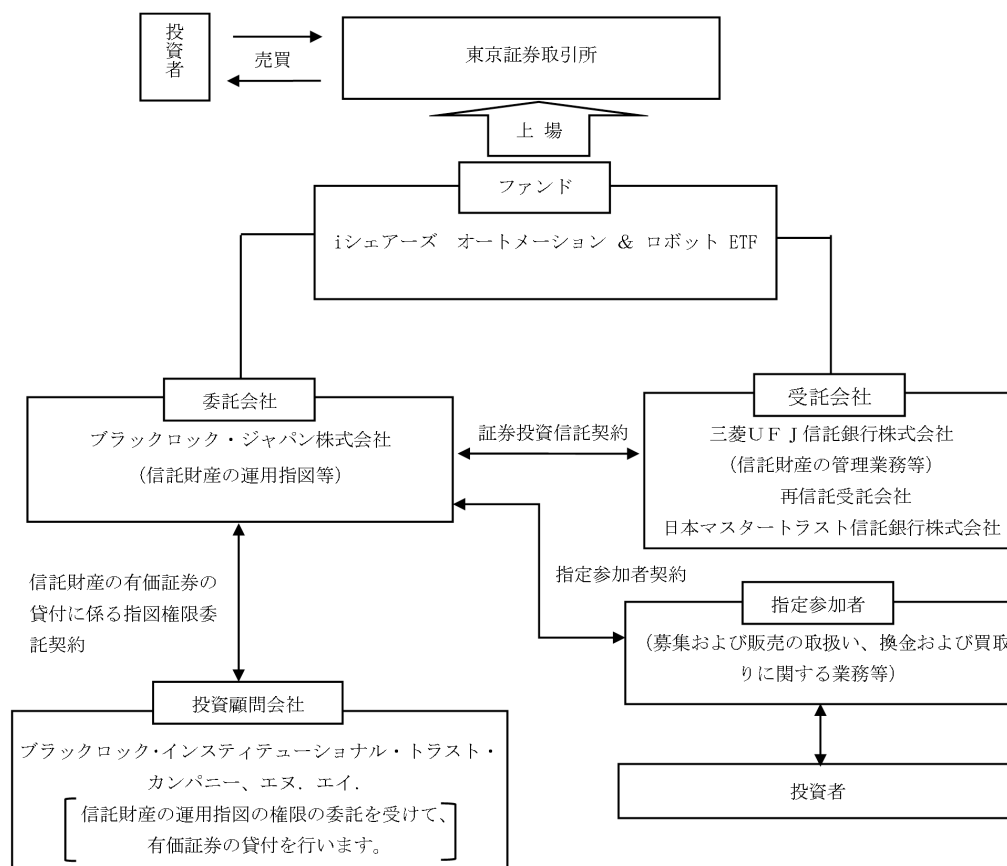 投資者
売買
東京証券取引所
上 場
ファンド
iシェアーズ　オートメーション ＆ ロボット ETF
委託会社
ブラックロック・ジャパン株式会社
（信託財産の運用指図等）
証券投資信託契約
受託会社
三菱ＵＦＪ信託銀行株式会社
（信託財産の管理業務等）
再信託受託会社
日本マスタートラスト信託銀行株式会社
信託財産の有価証券の
貸付に係る指図権限委
託契約
指定参加者契約
指定参加者
（募集および販売の取扱い、換金および買取
りに関する業務等）
投資顧問会社
ブラックロック・インスティテューショナル・トラスト・
カンパニー、エヌ．エイ．
信託財産の運用指図の権限の委託を受けて、
有価証券の貸付を行います。
投資者